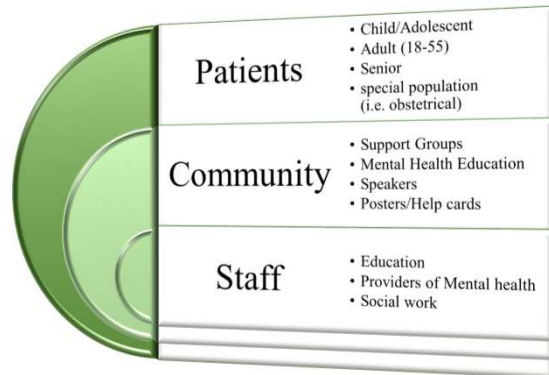 Patients
• Child/Adolescent
• Adult (18-55)
• Senior
• special population
(i.e. obstetrical)
Community
• Support Groups
• Mental Health Education
• Speakers
• Posters/Help cards
Staff
• Education
• Providers of Mental health
• Social work